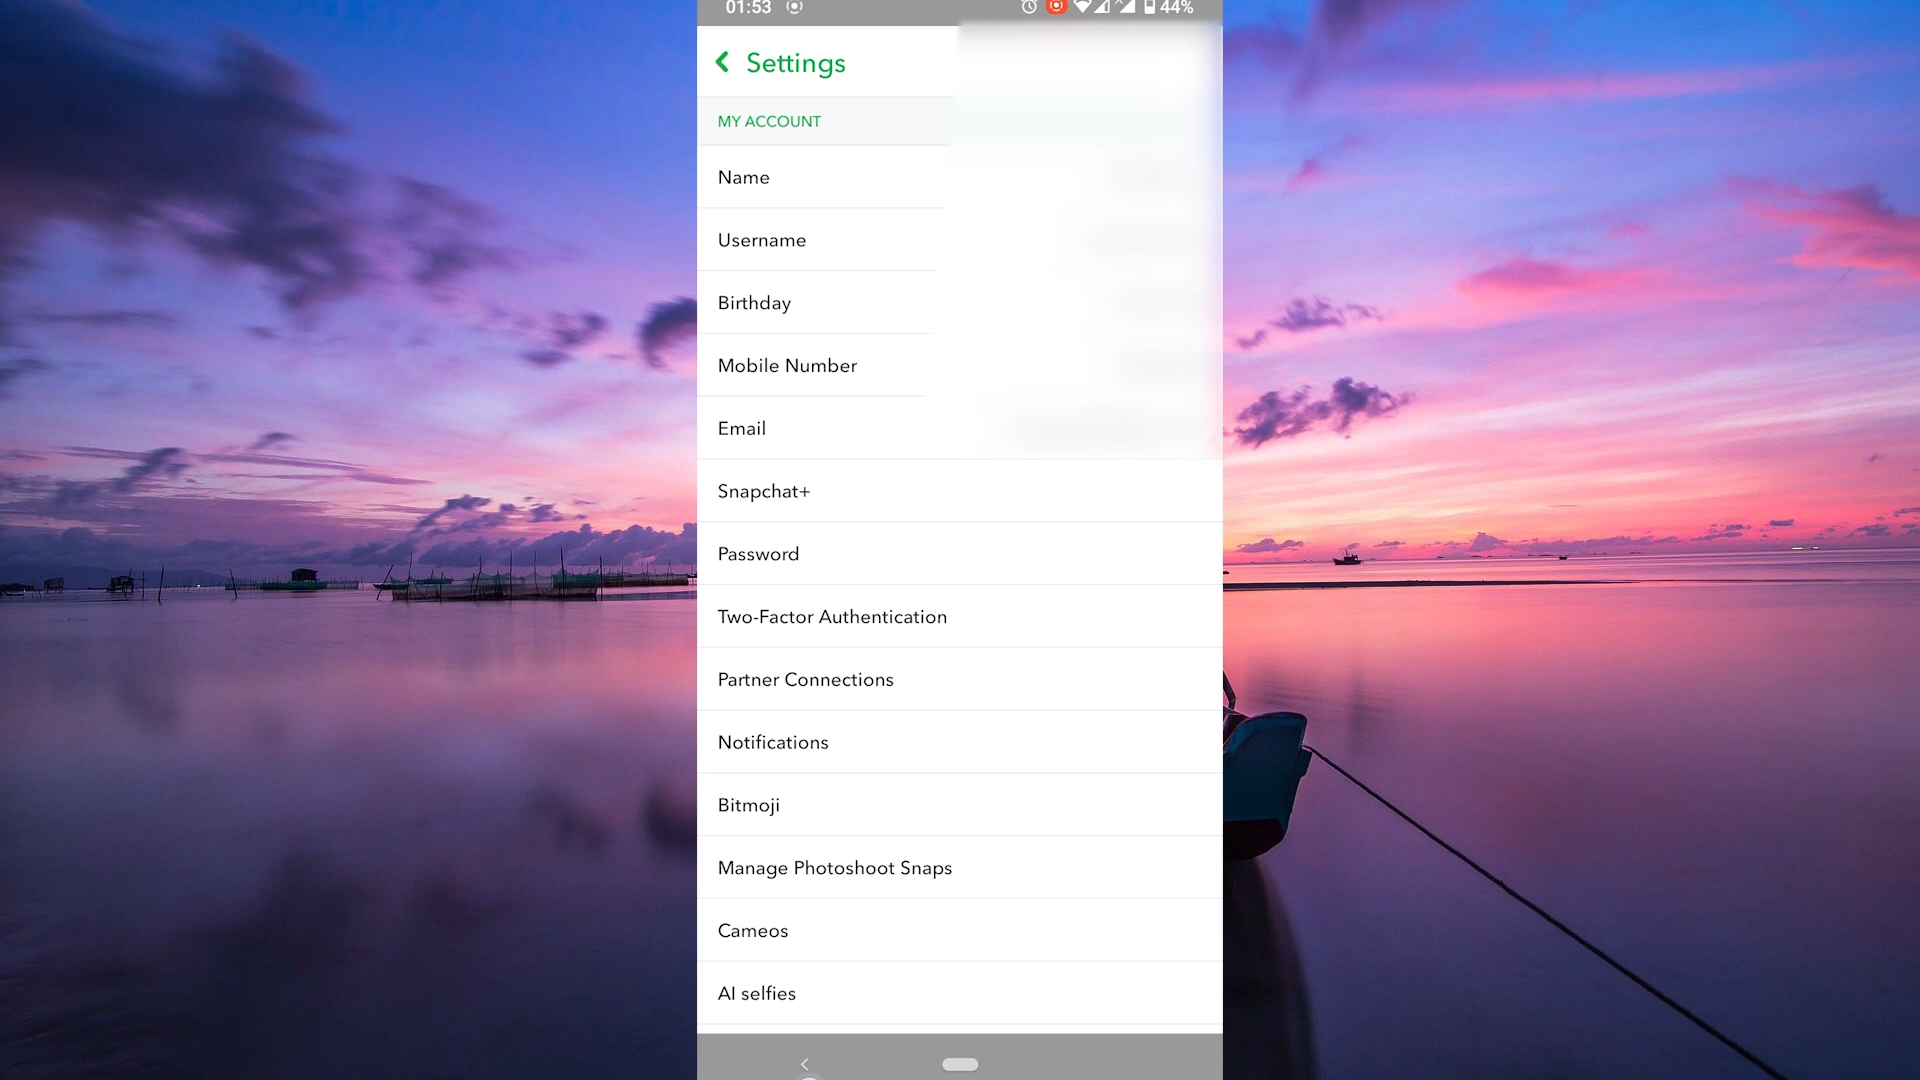 01:53 44%
Settings
MY ACCOUNT
Name
Username
Birthday
Mobile Number
Email
Snapchat+
Password
Two-Factor Authentication
Partner Connections
Notifications
Bitmoji
Manage Photoshoot Snaps
Cameos
AI selfies